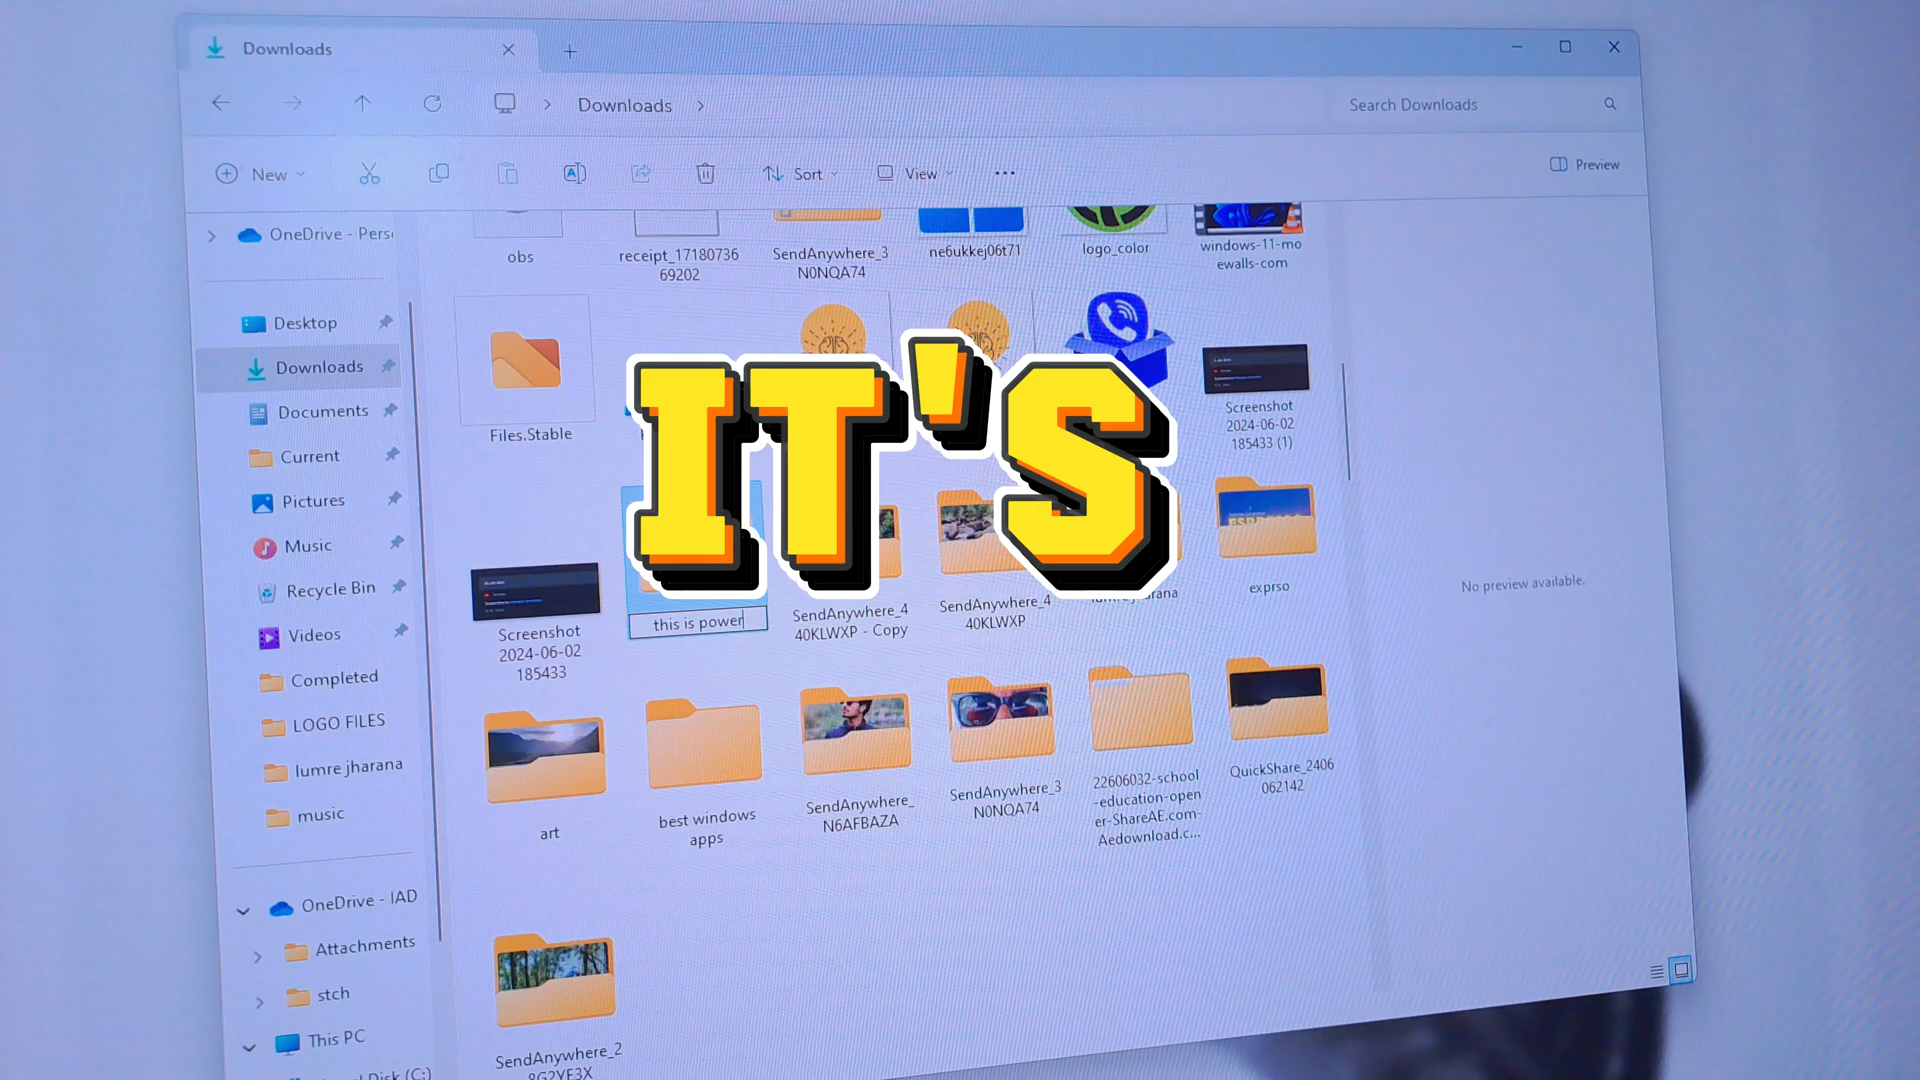 Downloads
Downloads
Search Downloads
New
Sort
View
Preview
OneDrive - Pers
Desktop
Downloads
Documents
Current
Pictures
Music
Recycle Bin
Videos
Completed
LOGO FILES
lumre jharana
music
OneDrive - IAD
Attachments
stch
This PC
Disk (C:)
obs
receipt_17180736
69202
SendAnywhere_3
N0NQA74
ne6ukkej06t71
logo_color
windows-11-mo
ewalls-com
Files.Stable
Screenshot
2024-06-02
185433 (1)
IT'S
Screenshot
2024-06-02
185433
this is power
SendAnywhere_4
40KLWXP - Copy
SendAnywhere_4
40KLWXP
exprso
art
best windows
apps
SendAnywhere_
N6AFBAZA
SendAnywhere_3
N0NQA74
22606032-school
-education-open
er-ShareAE.com-
Aedownload.c...
QuickShare_2406
062142
SendAnywhere_2
8G2YF3X
No preview available.